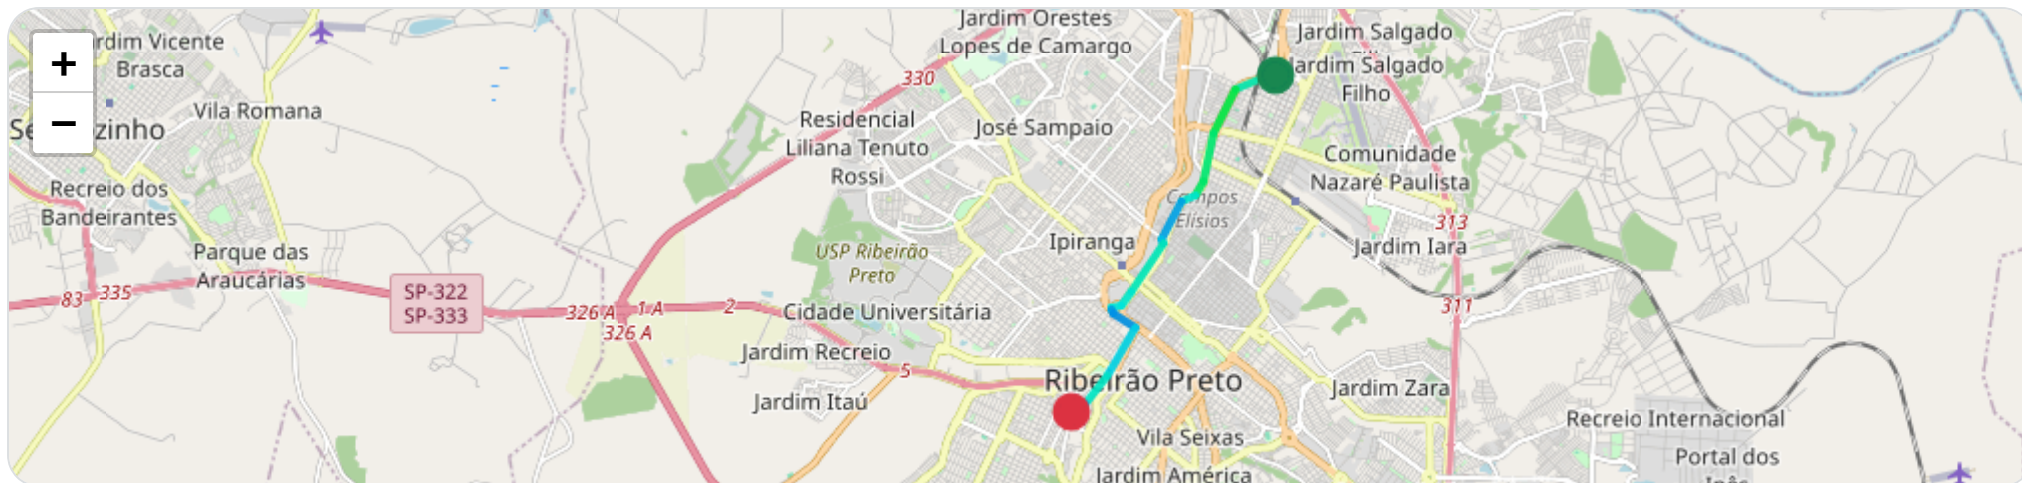 +
−
rdim Vicente
Brasca
Vila Romana
Se
zinho
Recreio dos
Bandeirantes
Parque das
Araucárias
83
335
SP-322
SP-333
326 A
1 A
326 A
2
5
330
Jardim Orestes
Lopes de Camargo
Residencial
Liliana Tenuto
Rossi
José Sampaio
USP Ribeirão
Preto
Cidade Universitária
Jardim Recreio
Jardim Itaú
Ipiranga
Campos
Elísios
Ribeirão Preto
Vila Seixas
Jardim América
Jardim Salgado
Jardim Salgado
Filho
Comunidade
Nazaré Paulista
313
Jardim Iara
311
Jardim Zara
Recreio Internacional
Portal dos